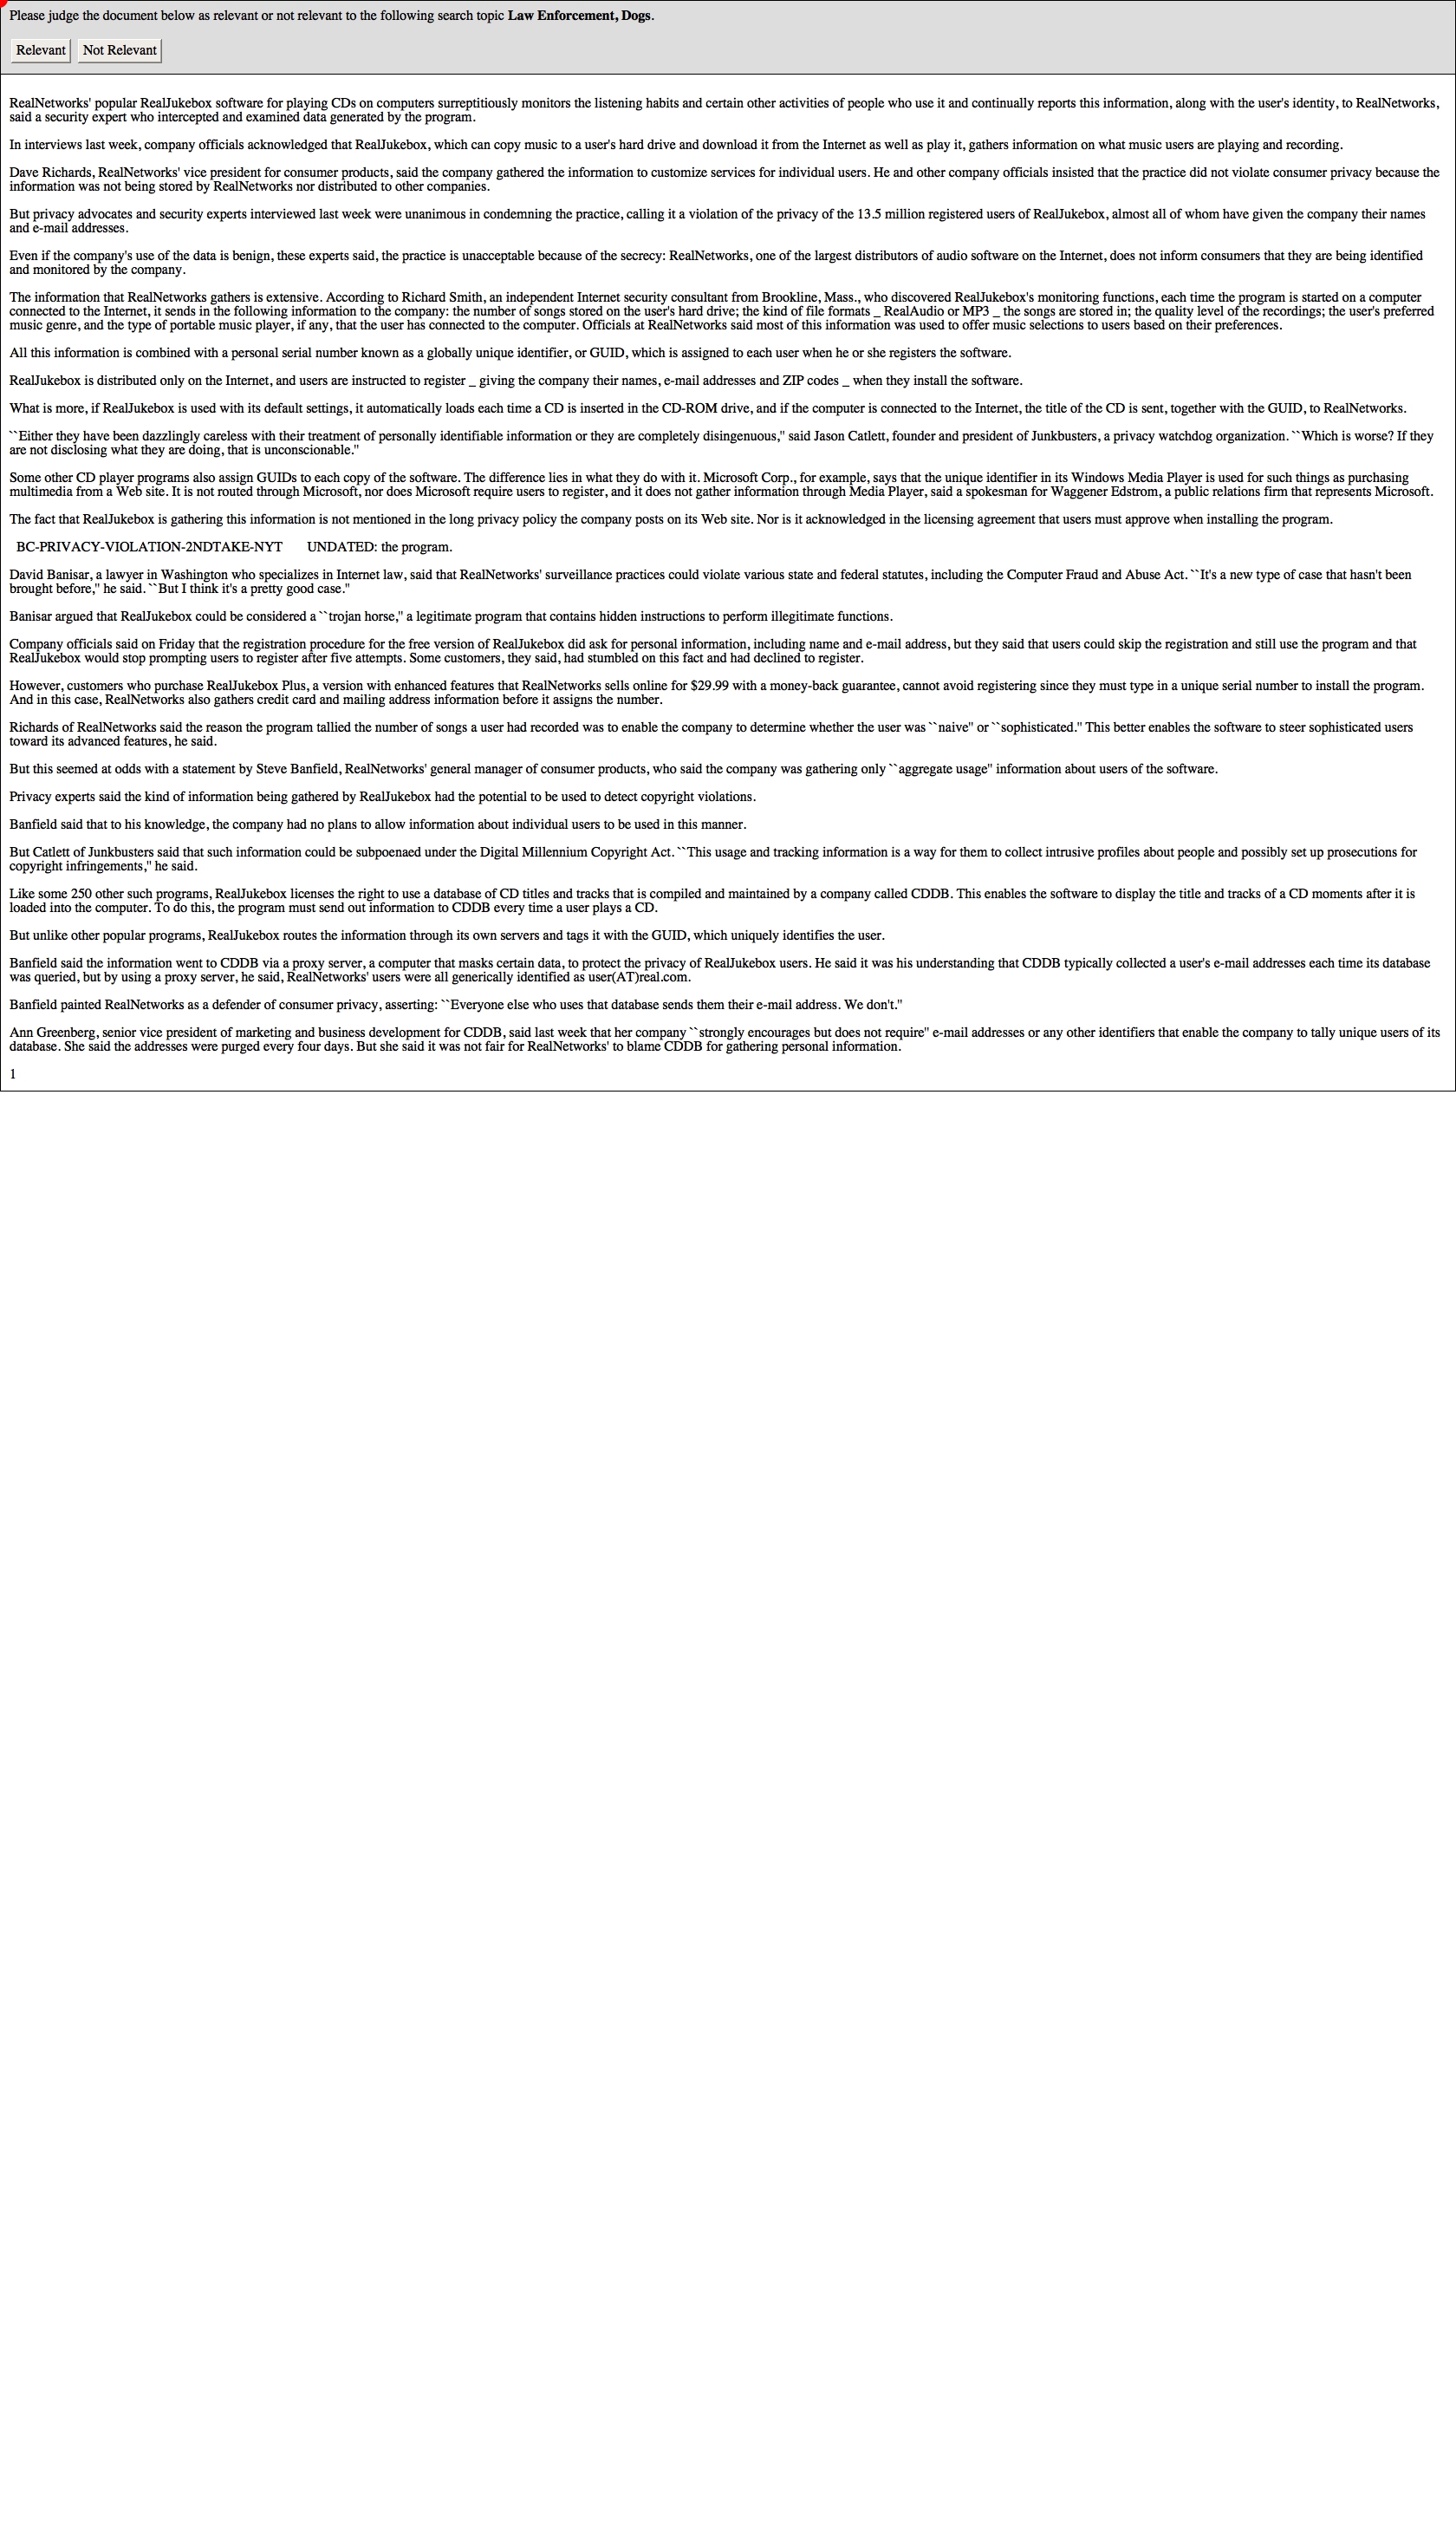 Please judge the document below as relevant or not relevant to the following search topic Law Enforcement, Dogs.
Relevant Not Relevant
RealNetworks' popular RealJukebox software for playing CDs on computers surreptitiously monitors the listening habits and certain other activities of people who use it and continually reports this information, along with the user's identity, to RealNetworks,
said a security expert who intercepted and examined data generated by the program.
In interviews last week, company officials acknowledged that RealJukebox, which can copy music to a user's hard drive and download it from the Internet as well as play it, gathers information on what music users are playing and recording.
Dave Richards, RealNetworks' vice president for consumer products, said the company gathered the information to customize services for individual users. He and other company officials insisted that the practice did not violate consumer privacy because the
information was not being stored by RealNetworks nor distributed to other companies.
But privacy advocates and security experts interviewed last week were unanimous in condemning the practice, calling it a violation of the privacy of the 13.5 million registered users of RealJukebox, almost all of whom have given the company their names
and e-mail addresses.
Even if the company's use of the data is benign, these experts said, the practice is unacceptable because of the secrecy: RealNetworks, one of the largest distributors of audio software on the Internet, does not inform consumers that they are being identified
and monitored by the company.
The information that RealNetworks gathers is extensive. According to Richard Smith, an independent Internet security consultant from Brookline, Mass., who discovered RealJukebox's monitoring functions, each time the program is started on a computer
connected to the Internet, it sends in the following information to the company: the number of songs stored on the user's hard drive; the kind of file formats _ RealAudio or MP3 _ the songs are stored in; the quality level of the recordings; the user's preferred
music genre, and the type of portable music player, if any, that the user has connected to the computer. Officials at RealNetworks said most of this information was used to offer music selections to users based on their preferences.
All this information is combined with a personal serial number known as a globally unique identifier, or GUID, which is assigned to each user when he or she registers the software.
RealJukebox is distributed only on the Internet, and users are instructed to register _ giving the company their names, e-mail addresses and ZIP codes _ when they install the software.
What is more, if RealJukebox is used with its default settings, it automatically loads each time a CD is inserted in the CD-ROM drive, and if the computer is connected to the Internet, the title of the CD is sent, together with the GUID, to RealNetworks.
``Either they have been dazzlingly careless with their treatment of personally identifiable information or they are completely disingenuous,'' said Jason Catlett, founder and president of Junkbusters, a privacy watchdog organization. ``Which is worse? If they
are not disclosing what they are doing, that is unconscionable.''
Some other CD player programs also assign GUIDs to each copy of the software. The difference lies in what they do with it. Microsoft Corp., for example, says that the unique identifier in its Windows Media Player is used for such things as purchasing
multimedia from a Web site. It is not routed through Microsoft, nor does Microsoft require users to register, and it does not gather information through Media Player, said a spokesman for Waggener Edstrom, a public relations firm that represents Microsoft.
The fact that RealJukebox is gathering this information is not mentioned in the long privacy policy the company posts on its Web site. Nor is it acknowledged in the licensing agreement that users must approve when installing the program.
BC-PRIVACY-VIOLATION-2NDTAKE-NYT UNDATED: the program.
David Banisar, a lawyer in Washington who specializes in Internet law, said that RealNetworks' surveillance practices could violate various state and federal statutes, including the Computer Fraud and Abuse Act. ``It's a new type of case that hasn't been
brought before,'' he said. ``But I think it's a pretty good case.''
Banisar argued that RealJukebox could be considered a ``trojan horse,'' a legitimate program that contains hidden instructions to perform illegitimate functions.
Company officials said on Friday that the registration procedure for the free version of RealJukebox did ask for personal information, including name and e-mail address, but they said that users could skip the registration and still use the program and that
RealJukebox would stop prompting users to register after five attempts. Some customers, they said, had stumbled on this fact and had declined to register.
However, customers who purchase RealJukebox Plus, a version with enhanced features that RealNetworks sells online for $29.99 with a money-back guarantee, cannot avoid registering since they must type in a unique serial number to install the program.
And in this case, RealNetworks also gathers credit card and mailing address information before it assigns the number.
Richards of RealNetworks said the reason the program tallied the number of songs a user had recorded was to enable the company to determine whether the user was ``naive'' or ``sophisticated.'' This better enables the software to steer sophisticated users
toward its advanced features, he said.
But this seemed at odds with a statement by Steve Banfield, RealNetworks' general manager of consumer products, who said the company was gathering only ``aggregate usage'' information about users of the software.
Privacy experts said the kind of information being gathered by RealJukebox had the potential to be used to detect copyright violations.
Banfield said that to his knowledge, the company had no plans to allow information about individual users to be used in this manner.
But Catlett of Junkbusters said that such information could be subpoenaed under the Digital Millennium Copyright Act. ``This usage and tracking information is a way for them to collect intrusive profiles about people and possibly set up prosecutions for
copyright infringements,'' he said.
Like some 250 other such programs, RealJukebox licenses the right to use a database of CD titles and tracks that is compiled and maintained by a company called CDDB. This enables the software to display the title and tracks of a CD moments after it is
loaded into the computer. To do this, the program must send out information to CDDB every time a user plays a CD.
But unlike other popular programs, RealJukebox routes the information through its own servers and tags it with the GUID, which uniquely identifies the user.
Banfield said the information went to CDDB via a proxy server, a computer that masks certain data, to protect the privacy of RealJukebox users. He said it was his understanding that CDDB typically collected a user's e-mail addresses each time its database
was queried, but by using a proxy server, he said, RealNetworks' users were all generically identified as user(AT)real.com.
Banfield painted RealNetworks as a defender of consumer privacy, asserting: ``Everyone else who uses that database sends them their e-mail address. We don't.''
Ann Greenberg, senior vice president of marketing and business development for CDDB, said last week that her company ``strongly encourages but does not require'' e-mail addresses or any other identifiers that enable the company to tally unique users of its
database. She said the addresses were purged every four days. But she said it was not fair for RealNetworks' to blame CDDB for gathering personal information.
1